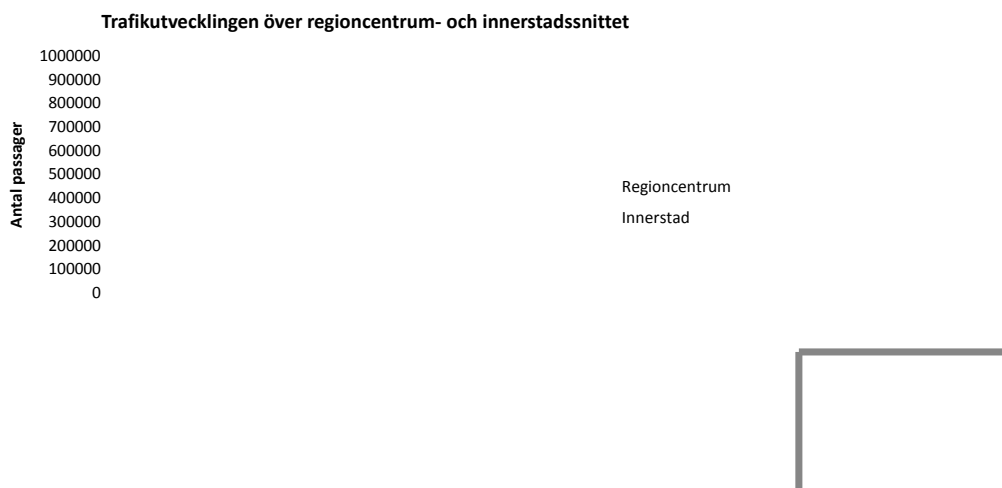 Trafikutvecklingen över regioncentrum- och innerstadssnittet
Antal passager
1000000
900000
800000
700000
600000
500000
400000
300000
200000
100000
0
Regioncentrum
Innerstad